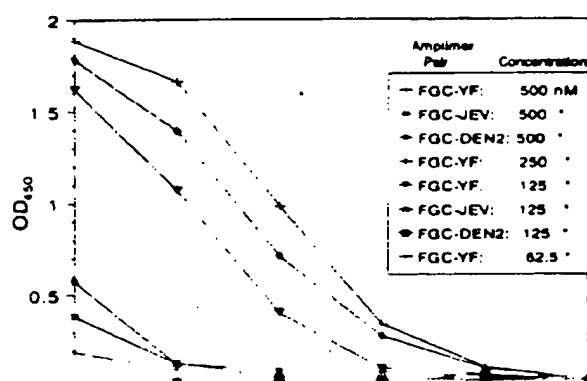 2
Amplimer
Pair Concentration
FGC-YF: 500 nM
FGC-JEV: 500 "
FGC-DEN2: 500 "
FGC-YF: 250 "
FGC-YF: 125 "
FGC-JEV: 125 "
FGC-DEN2: 125 "
FGC-YF: 62.5 "
1 5
1
0.5
OD450